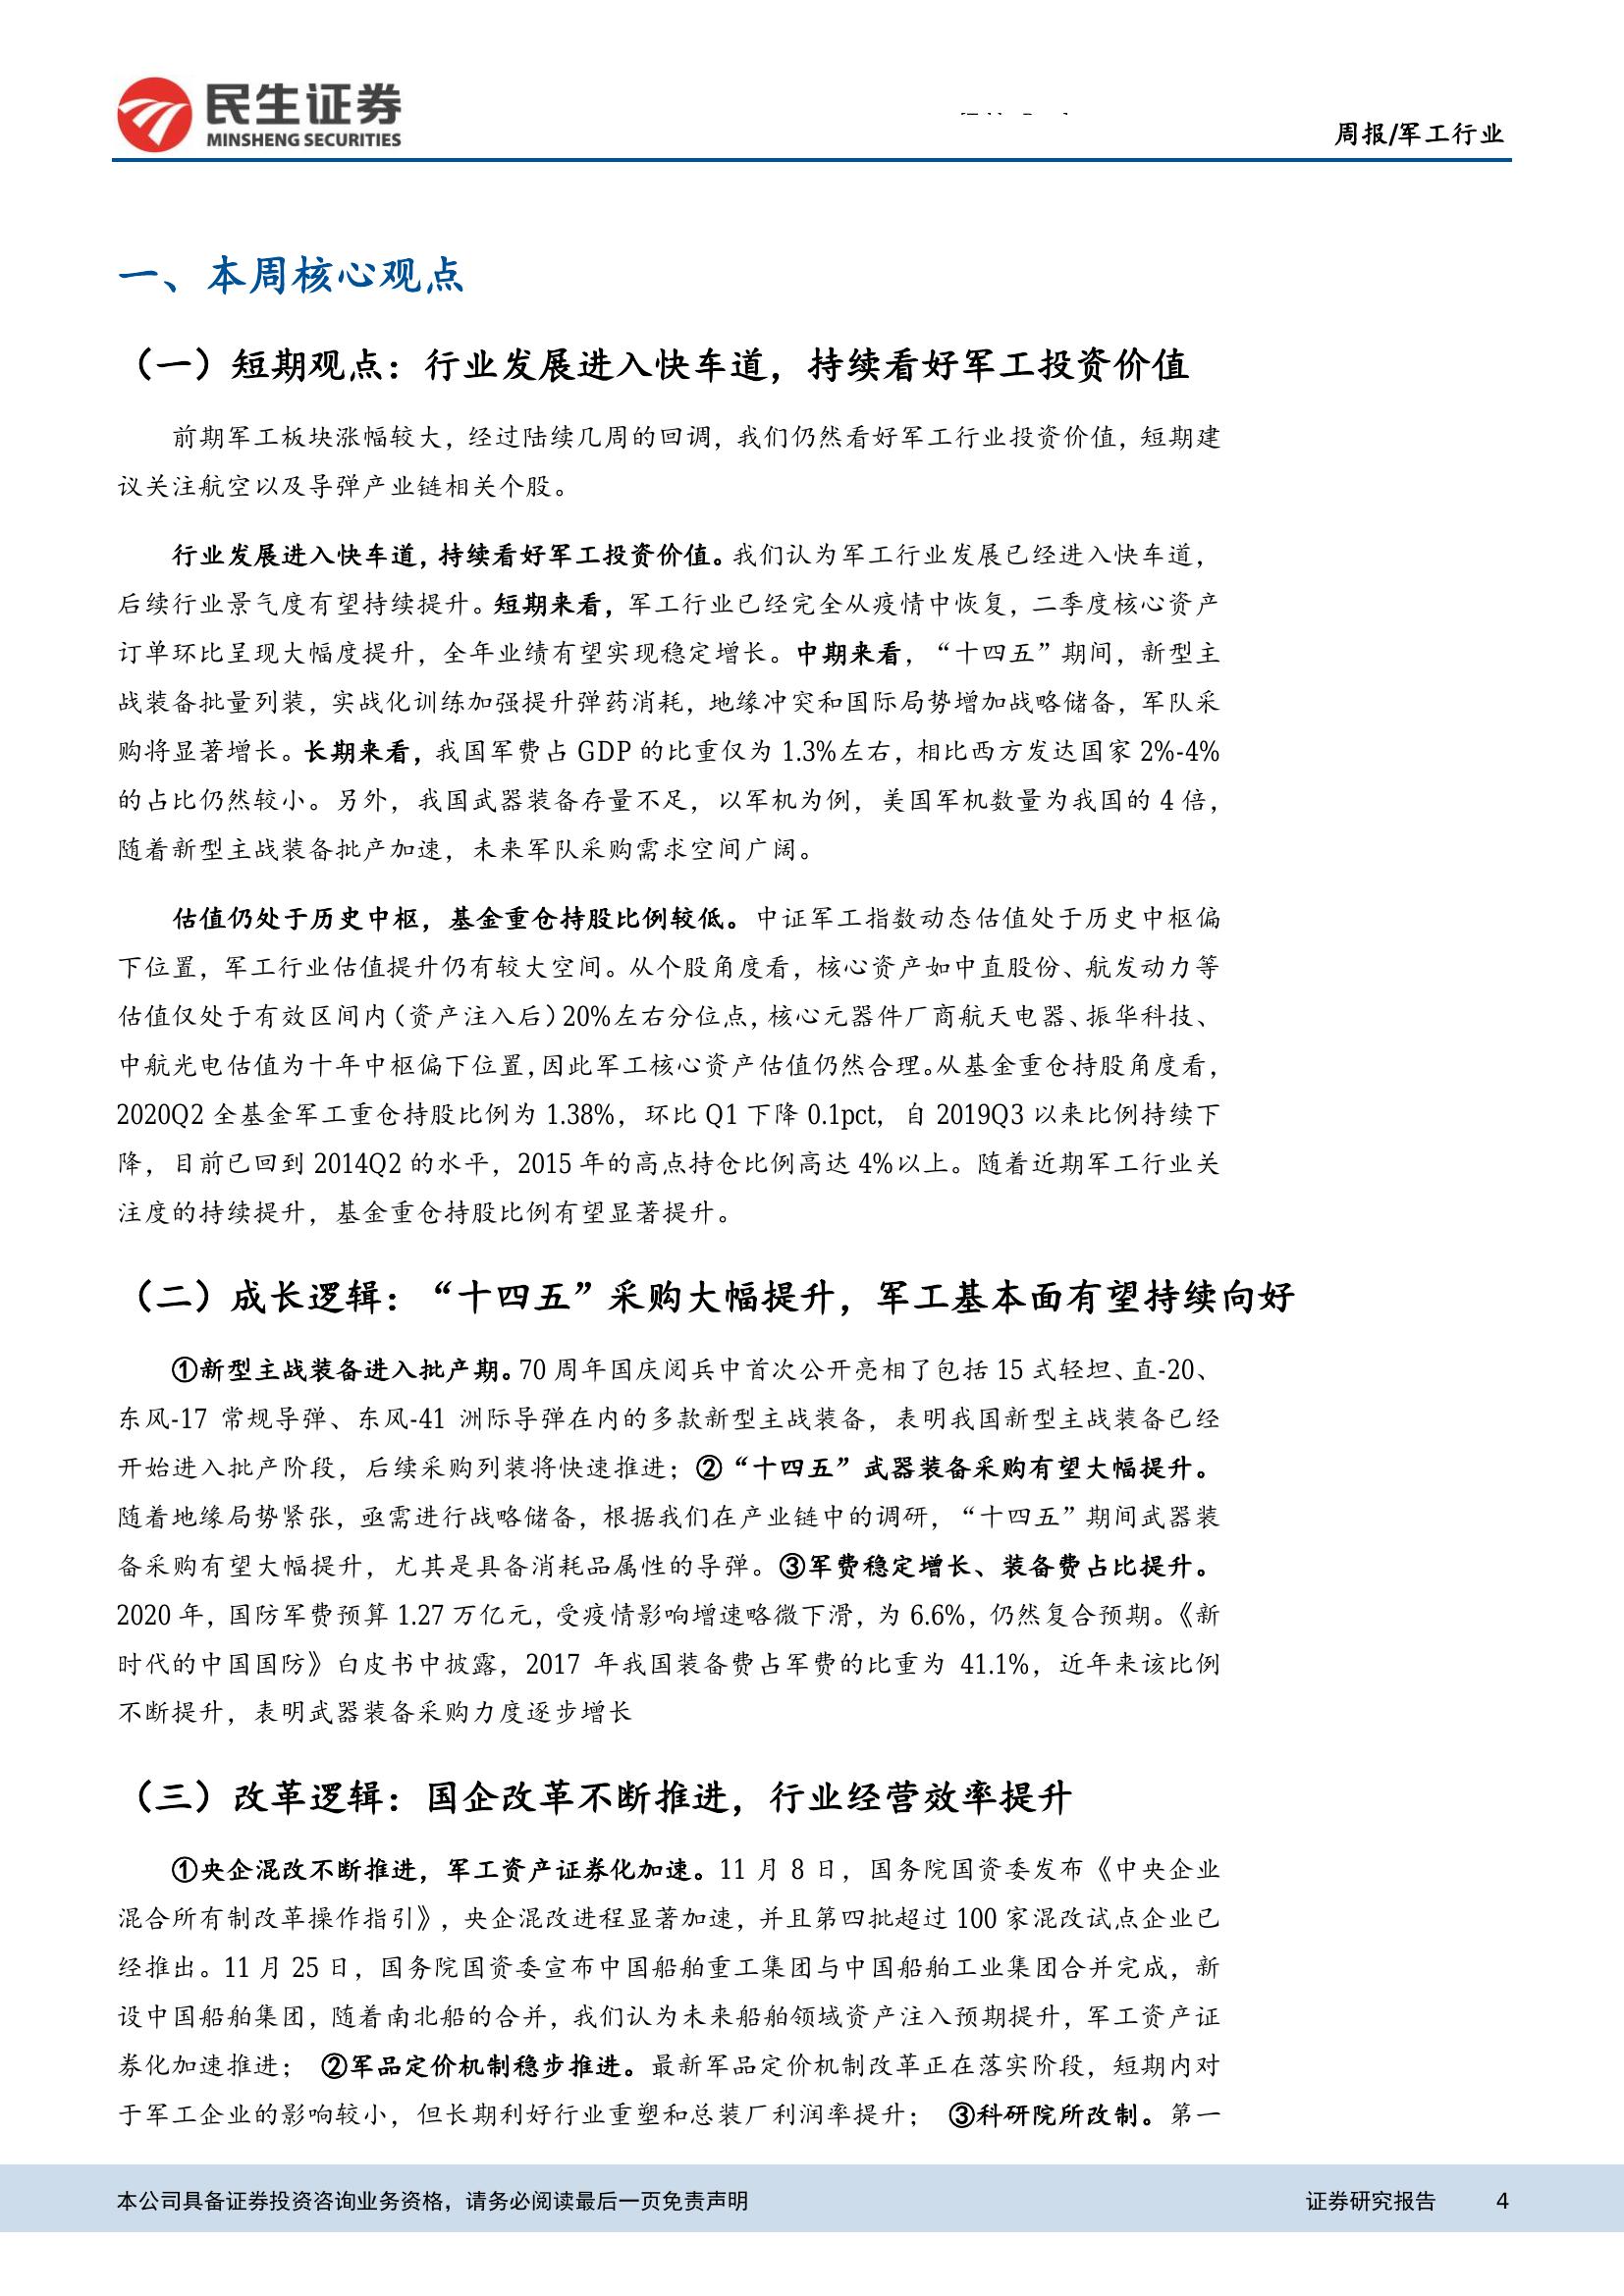 民生证券
MINSHENG SECURITIES
周报/军工行业
一、本周核心观点
（一）短期观点：行业发展进入快车道，持续看好军工投资价值
前期军工板块涨幅较大，经过陆续几周的回调，我们仍然看好军工行业投资价值，短期建
议关注航空以及导弹产业链相关个股。
行业发展进入快车道，持续看好军工投资价值。我们认为军工行业发展已经进入快车道，
后续行业景气度有望持续提升。短期来看，军工行业已经完全从疫情中恢复，二季度核心资产
订单环比呈现大幅度提升，全年业绩有望实现稳定增长。中期来看，“十四五”期间，新型主
战装备批量列装，实战化训练加强提升弹药消耗，地缘冲突和国际局势增加战略储备，军队采
购将显著增长。长期来看，我国军费占 GDP 的比重仅为 1.3%左右，相比西方发达国家 2%-4%
的占比仍然较小。另外，我国武器装备存量不足，以军机为例，美国军机数量为我国的 4 倍，
随着新型主战装备批产加速，未来军队采购需求空间广阔。
估值仍处于历史中枢，基金重仓持股比例较低。中证军工指数动态估值处于历史中枢偏
下位置，军工行业估值提升仍有较大空间。从个股角度看，核心资产如中直股份、航发动力等
估值仅处于有效区间内（资产注入后）20%左右分位点，核心元器件厂商航天电器、振华科技、
中航光电估值为十年中枢偏下位置，因此军工核心资产估值仍然合理。从基金重仓持股角度看，
2020Q2 全基金军工重仓持股比例为 1.38%，环比 Q1 下降 0.1pct，自 2019Q3 以来比例持续下
降，目前已回到 2014Q2 的水平，2015 年的高点持仓比例高达 4%以上。随着近期军工行业关
注度的持续提升，基金重仓持股比例有望显著提升。
（二）成长逻辑：“十四五”采购大幅提升，军工基本面有望持续向好
①新型主战装备进入批产期。70 周年国庆阅兵中首次公开亮相了包括 15 式轻坦、直-20、
东风-17 常规导弹、东风-41 洲际导弹在内的多款新型主战装备，表明我国新型主战装备已经
开始进入批产阶段，后续采购列装将快速推进；②“十四五”武器装备采购有望大幅提升。
随着地缘局势紧张，亟需进行战略储备，根据我们在产业链中的调研，“十四五”期间武器装
备采购有望大幅提升，尤其是具备消耗品属性的导弹。③军费稳定增长、装备费占比提升。
2020 年，国防军费预算 1.27 万亿元，受疫情影响增速略微下滑，为 6.6%，仍然复合预期。《新
时代的中国国防》白皮书中披露，2017 年我国装备费占军费的比重为 41.1%，近年来该比例
不断提升，表明武器装备采购力度逐步增长
（三）改革逻辑：国企改革不断推进，行业经营效率提升
①央企混改不断推进，军工资产证券化加速。11 月 8 日，国务院国资委发布《中央企业
混合所有制改革操作指引》，央企混改进程显著加速，并且第四批超过 100 家混改试点企业已
经推出。11 月 25 日，国务院国资委宣布中国船舶重工集团与中国船舶工业集团合并完成，新
设中国船舶集团，随着南北船的合并，我们认为未来船舶领域资产注入预期提升，军工资产证
券化加速推进； ②军品定价机制稳步推进。最新军品定价机制改革正在落实阶段，短期内对
于军工企业的影响较小，但长期利好行业重塑和总装厂利润率提升； ③科研院所改制。第一
本公司具备证券投资咨询业务资格，请务必阅读最后一页免责声明
证券研究报告 4